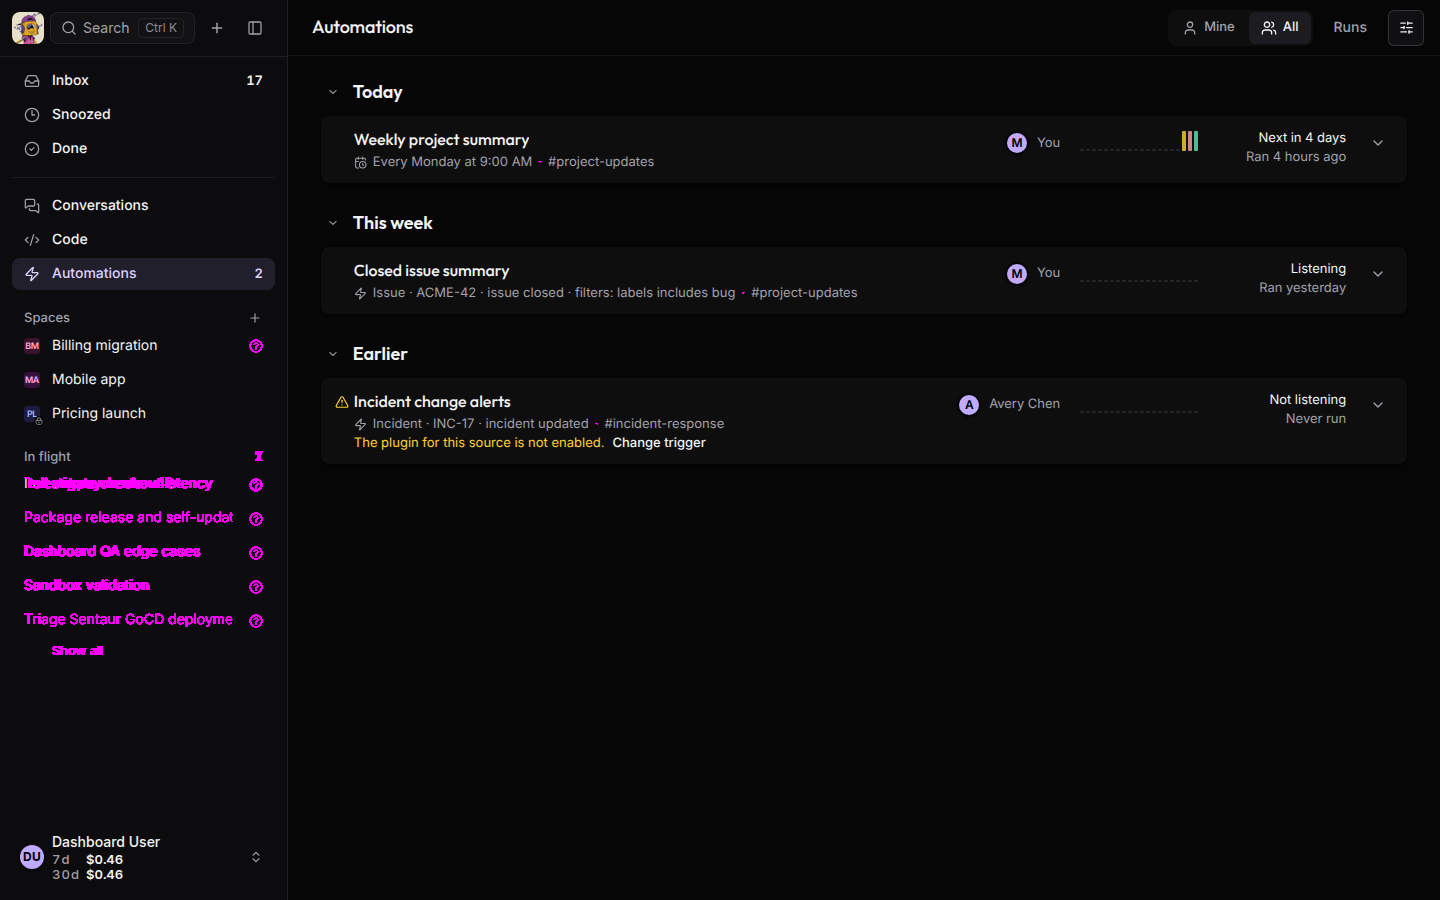 Search Ctrl K
Inbox 17
Snoozed
Done
Conversations
Code
Automations 2
Spaces
BM Billing migration
MA Mobile app
PL Pricing launch
In flight
Package release and self-updat
Dashboard QA edge cases
Sandbox validation
Triage Sentaur GoCD deployme
Show all
DU Dashboard User
7d $0.46
30d $0.46
Automations
Mine All Runs
Today
Weekly project summary
Every Monday at 9:00 AM · #project-updates
M You
Next in 4 days
Ran 4 hours ago
This week
Closed issue summary
Issue · ACME-42 · issue closed · filters: labels includes bug · #project-updates
M You
Listening
Ran yesterday
Earlier
Incident change alerts
Incident · INC-17 · incident updated · #incident-response
The plugin for this source is not enabled. Change trigger
A Avery Chen
Not listening
Never run